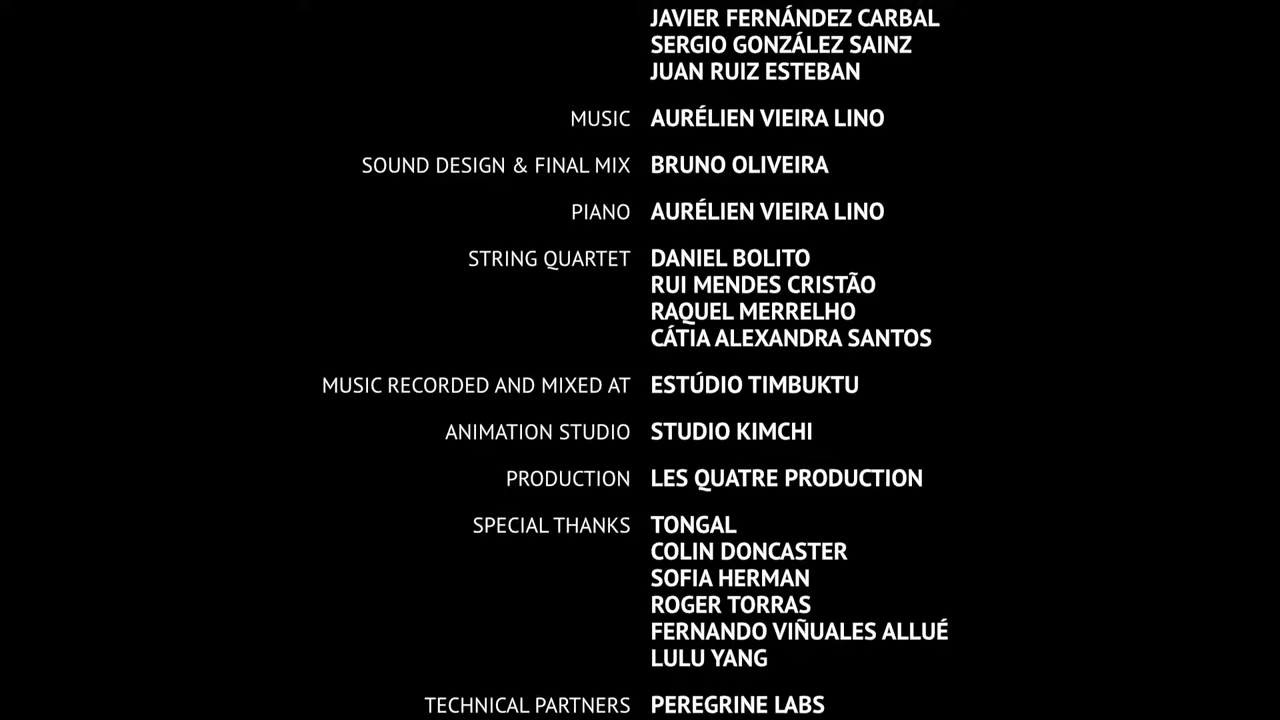 JAVIER FERNÁNDEZ CARBAL
SERGIO GONZÁLEZ SAINZ
JUAN RUIZ ESTEBAN
MUSIC AURÉLIEN VIEIRA LINO
SOUND DESIGN & FINAL MIX BRUNO OLIVEIRA
PIANO AURÉLIEN VIEIRA LINO
STRING QUARTET DANIEL BOLITO
RUI MENDES CRISTÃO
RAQUEL MERRELHO
CÁTIA ALEXANDRA SANTOS
MUSIC RECORDED AND MIXED AT ESTÚDIO TIMBUKTU
ANIMATION STUDIO STUDIO KIMCHI
PRODUCTION LES QUATRE PRODUCTION
SPECIAL THANKS TONGAL
COLIN DONCASTER
SOFIA HERMAN
ROGER TORRAS
FERNANDO VIÑUALES ALLUÉ
LULU YANG
TECHNICAL PARTNERS PEREGRINE LABS